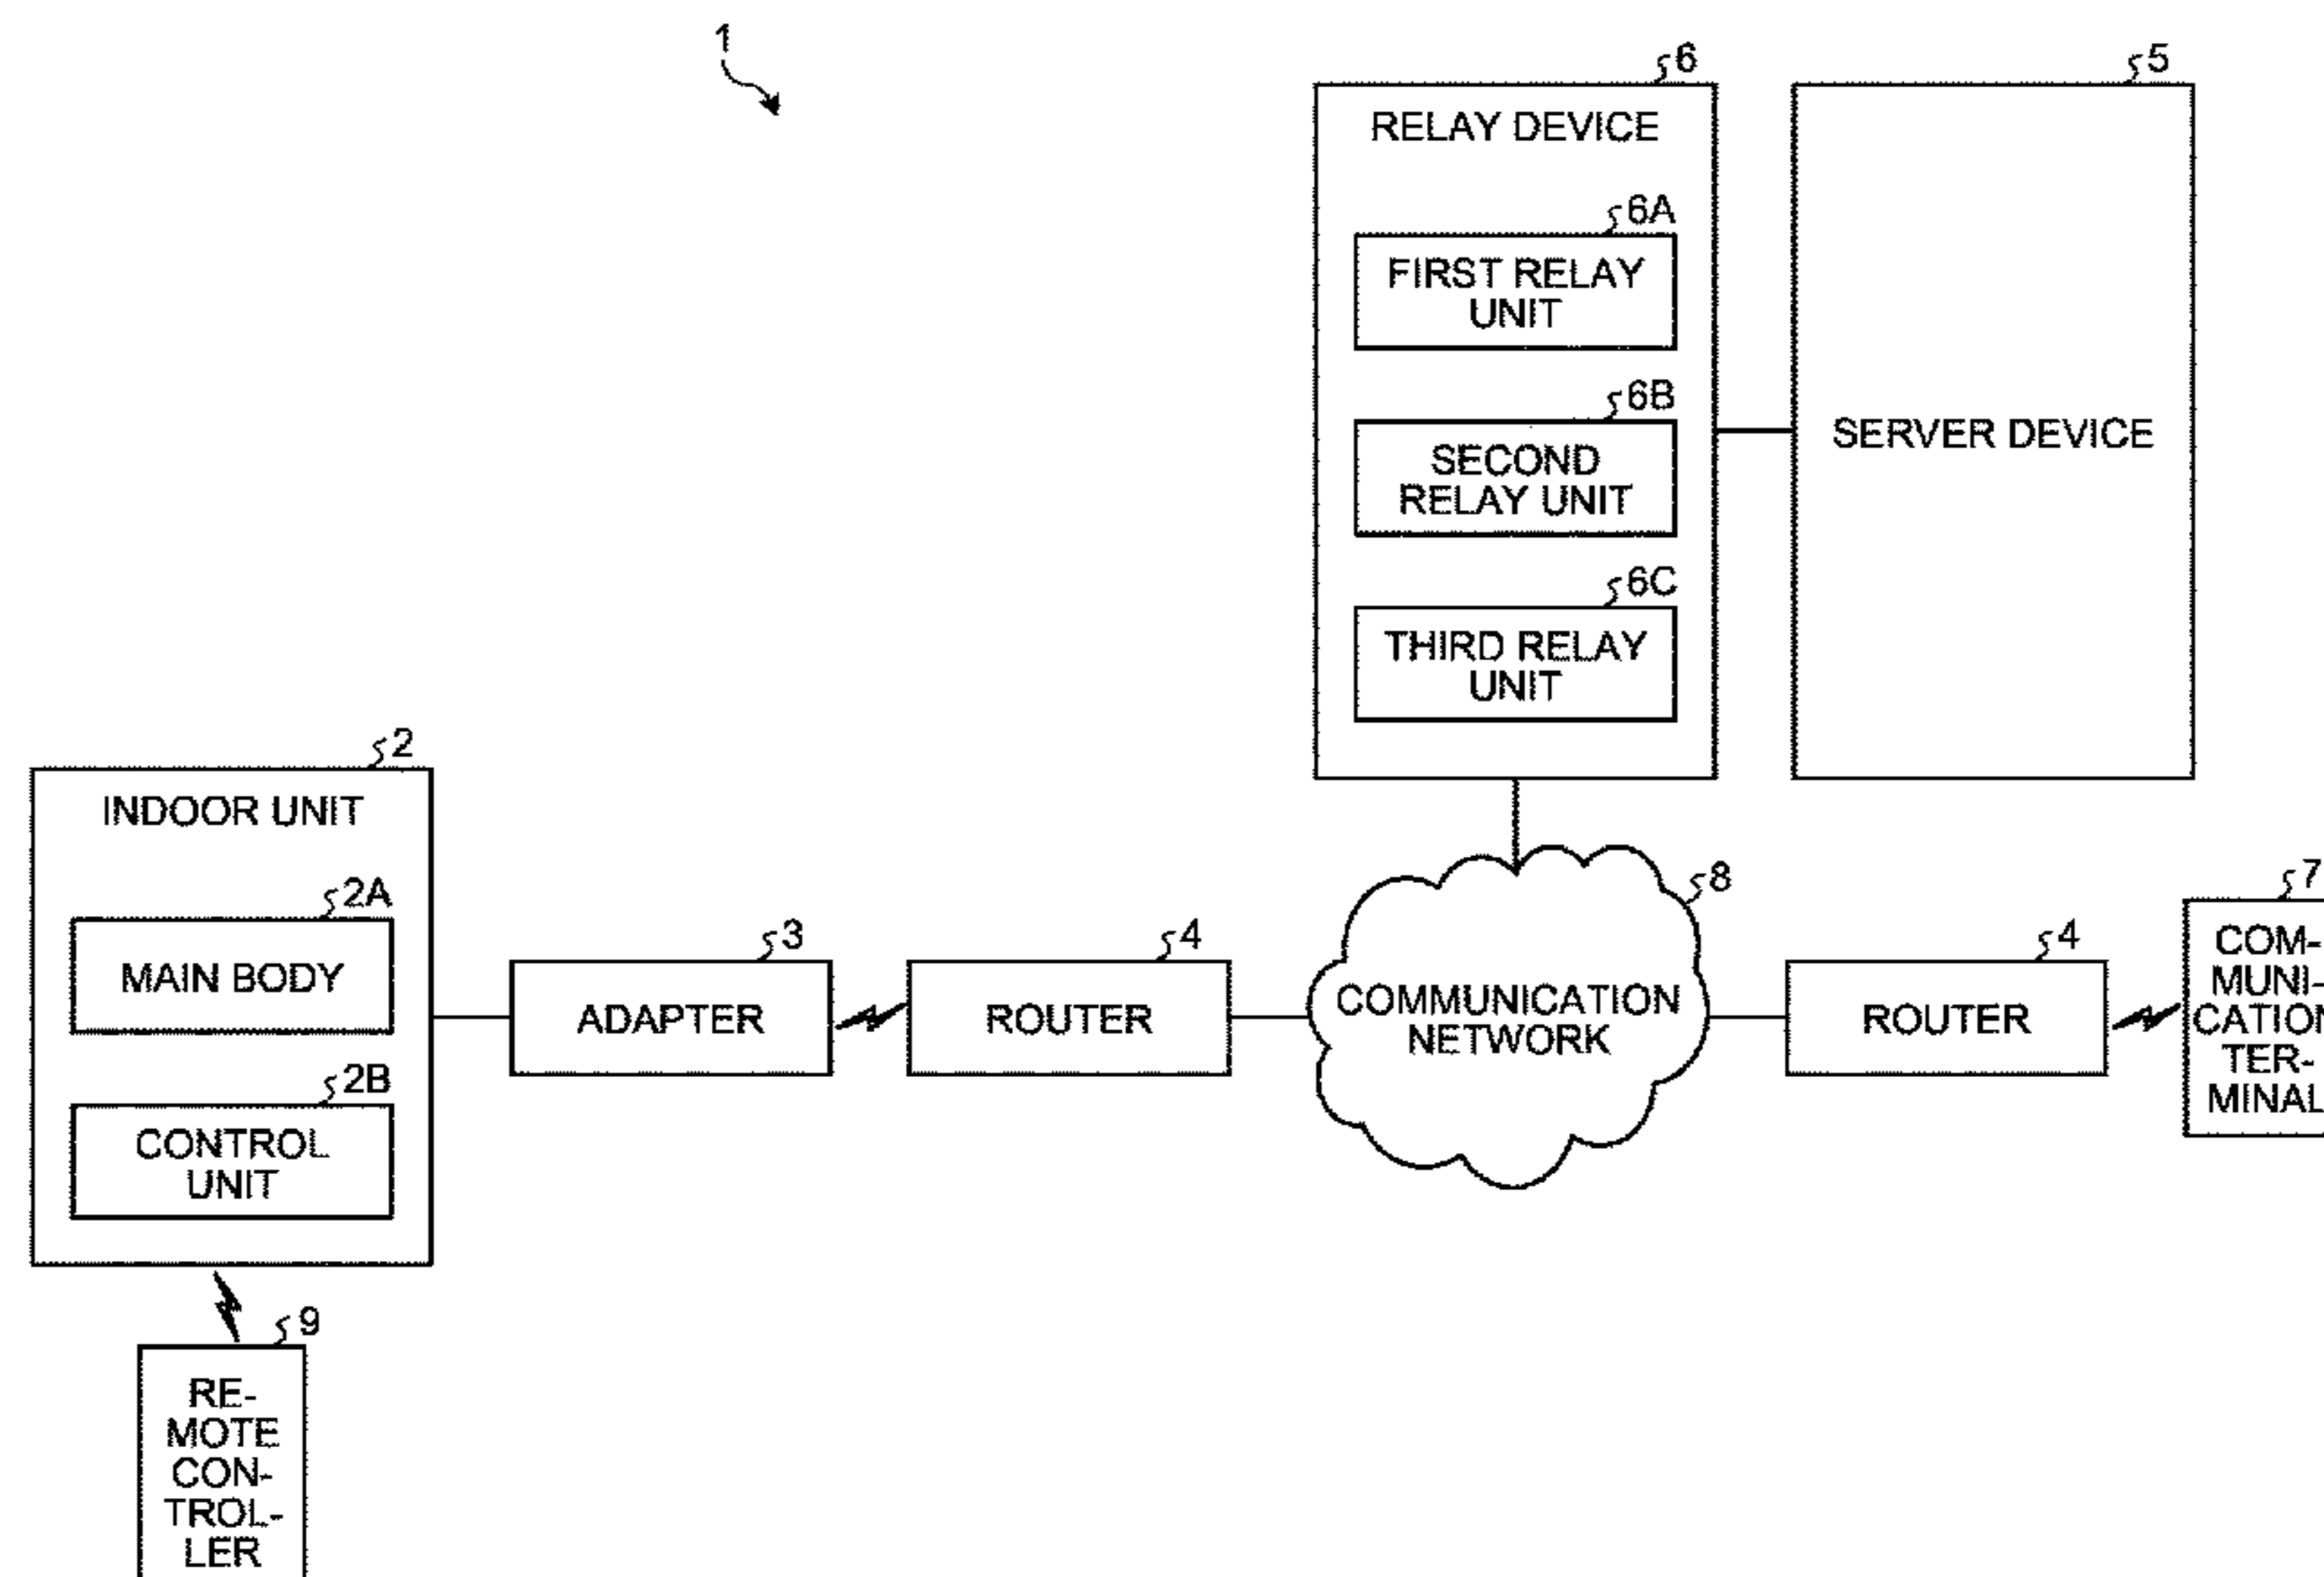 1
6
RELAY DEVICE
6A
FIRST RELAY
UNIT
6B
SECOND
RELAY UNIT
6C
THIRD RELAY
UNIT
5
SERVER DEVICE
2
INDOOR UNIT
2A
MAIN BODY
2B
CONTROL
UNIT
3
ADAPTER
4
ROUTER
8
COMMUNICATION
NETWORK
4
ROUTER
7
COM-
MUNI-
CATION
TER-
MINAL
9
RE-
MOTE
CON-
TROL-
LER